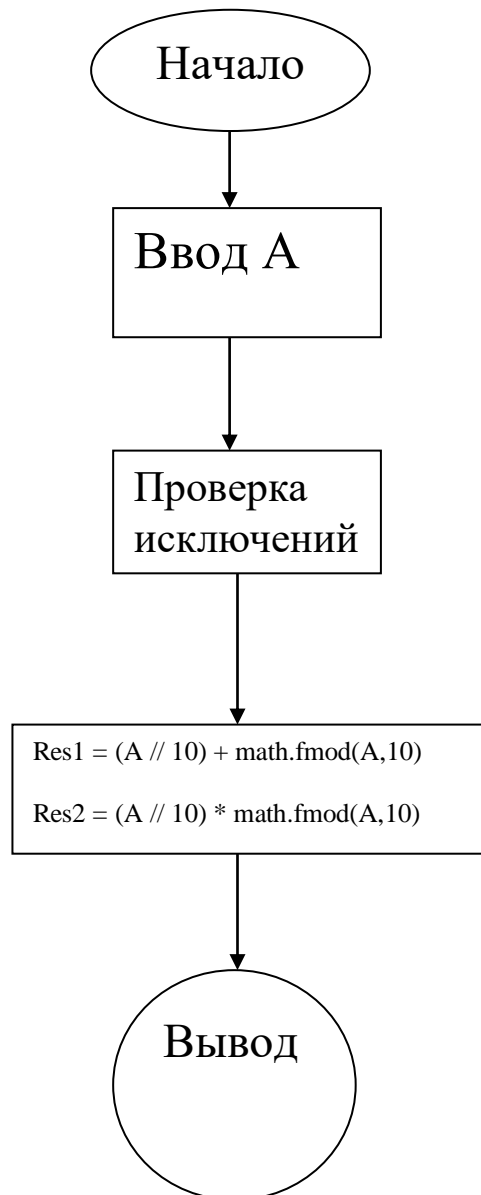 Начало
Ввод А
Проверка
исключений
Res1 = (A // 10) + math.fmod(A,10)
Res2 = (A // 10) * math.fmod(A,10)
Вывод